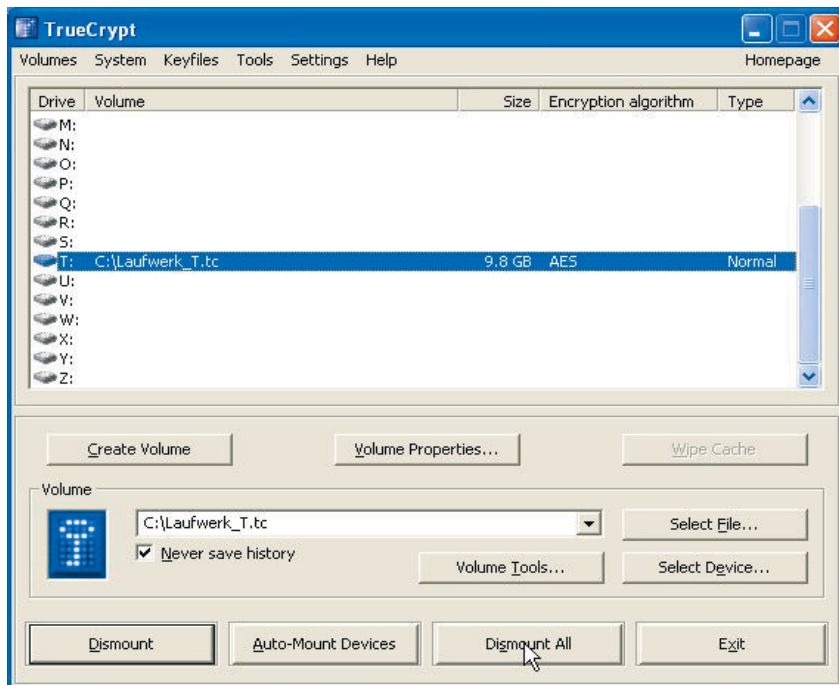 TrueCrypt
Volumes System Keyfiles Tools Settings Help Homepage
Drive Volume Size Encryption algorithm Type
M:
N:
O:
P:
Q:
R:
S:
T: C:\Laufwerk_T.tc 9.8 GB AES Normal
U:
V:
W:
X:
Y:
Z:
Create Volume Volume Properties... Wipe Cache
Volume
C:\Laufwerk_T.tc Select File...
Never save history
Volume Tools... Select Device...
Dismount Auto-Mount Devices Dismount All Exit